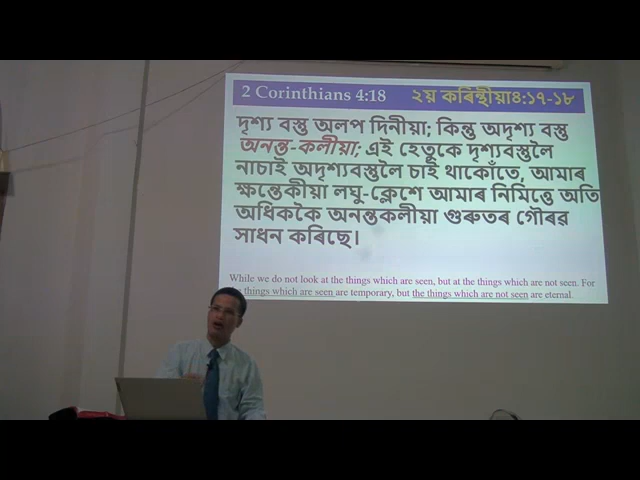 2 Corinthians 4:18 ২য় কৰিন্থীয়া৪:১৭-১৮
দৃশ্য বস্তু অলপ দিনীয়া; কিন্তু অদৃশ্য বস্তু
অনন্ত-কলীয়া; এই হেতুকে দৃশ্যবস্তুলৈ
নাচাই অদৃশ্যবস্তুলৈ চাই থাকোঁতে, আমাৰ
ক্ষন্তেকীয়া লঘু-ক্লেশে আমাৰ নিমিত্তে অতি
অধিককৈ অনন্তকলীয়া গুৰুতৰ গৌৰৱ
সাধন কৰিছে।
While we do not look at the things which are seen, but at the things which are not seen. For
things which are seen are temporary, but the things which are not seen are eternal.